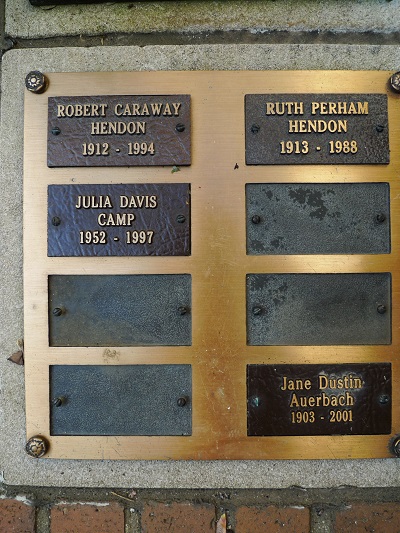 ROBERT CARAWAY
HENDON
1912 - 1994
RUTH PERHAM
HENDON
1913 - 1988
JULIA DAVIS
CAMP
1952 - 1997
Jane Dustin
Auerbach
1903 - 2001